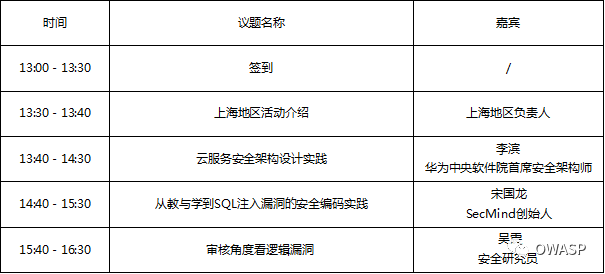 时间 议题名称 嘉宾
13:00 - 13:30 签到 /
13:30 - 13:40 上海地区活动介绍 上海地区负责人
13:40 - 14:30 云服务安全架构设计实践 李滨
华为中央软件院首席安全架构师
14:40 - 15:30 从教与学到SQL注入漏洞的安全编码实践 宋国龙
SecMind创始人
15:40 - 16:30 审核角度看逻辑漏洞 吴
安全研究员
OWASP